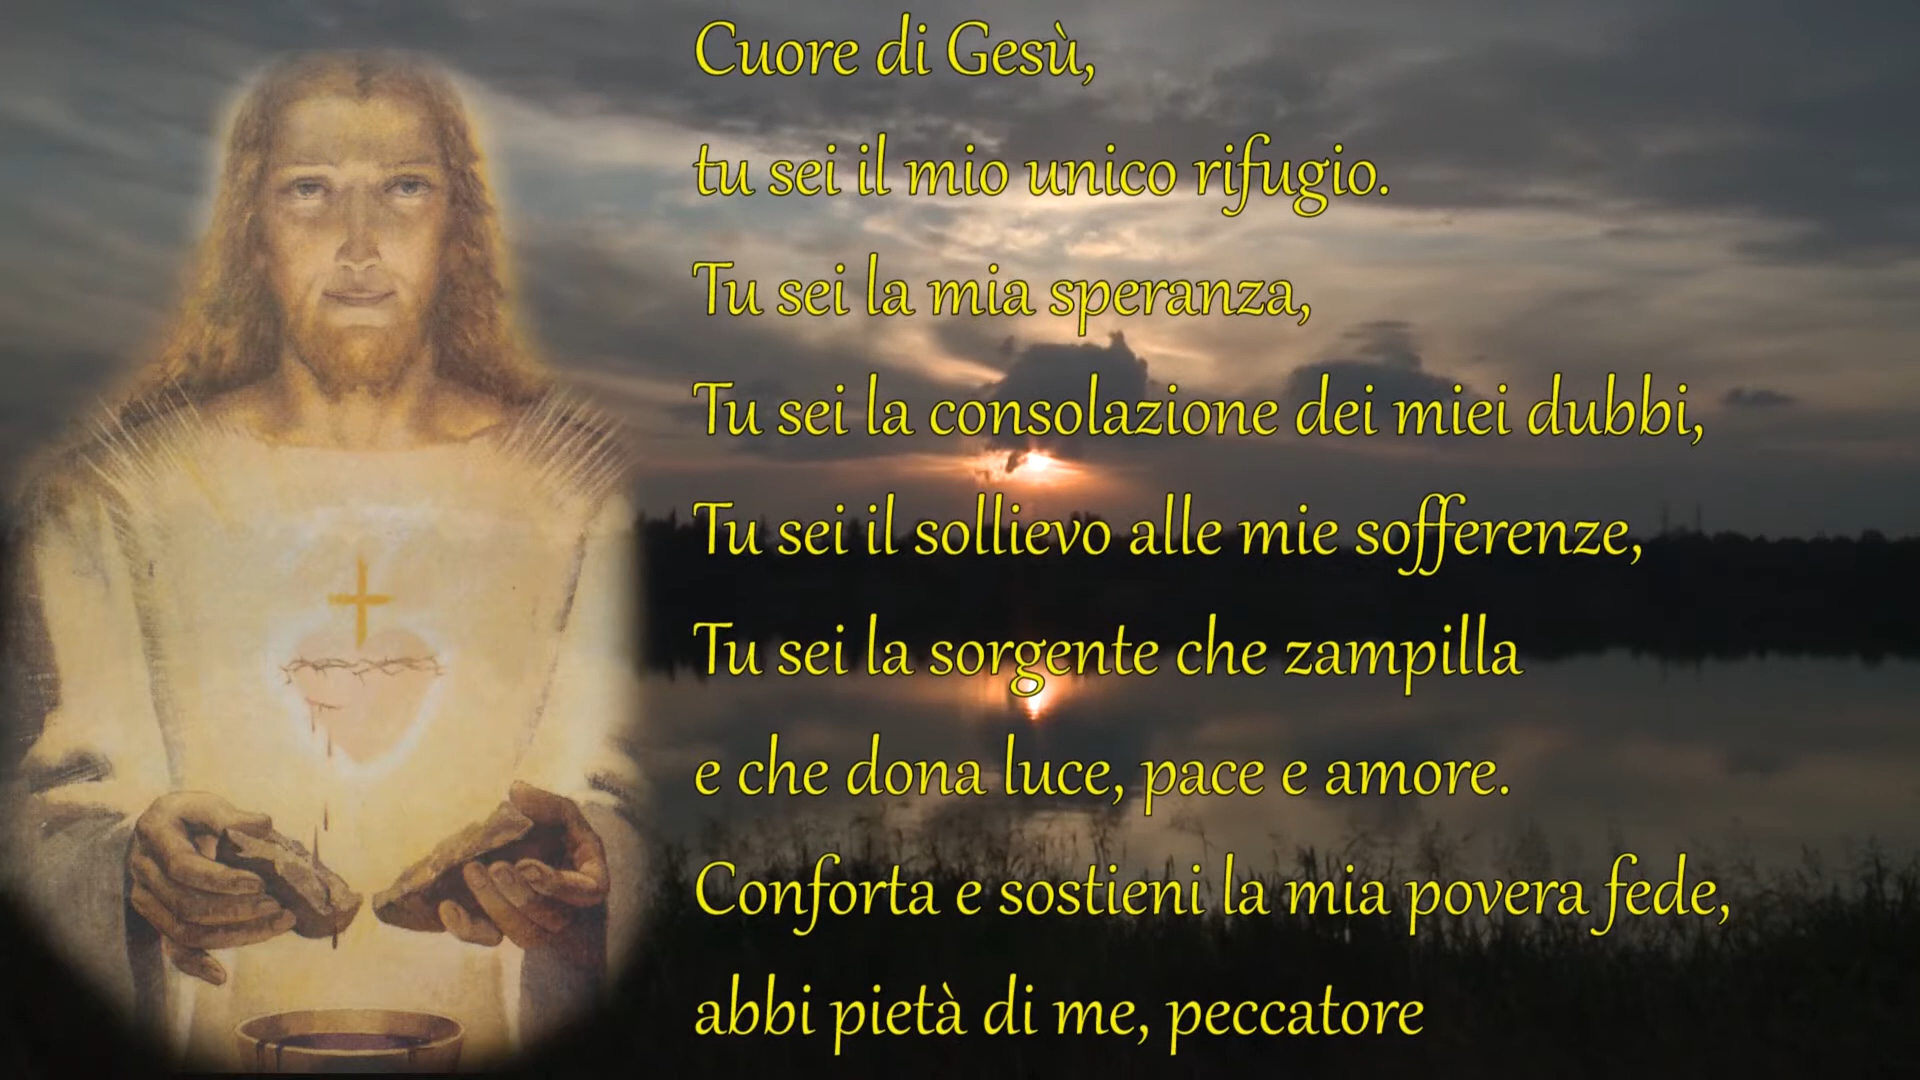 Cuore di Gesù,
tu sei il mio unico rifugio.
Tu sei la mia speranza,
Tu sei la consolazione dei miei dubbi,
Tu sei il sollievo alle mie sofferenze,
Tu sei la sorgente che zampilla
e che dona luce, pace e amore.
Conforta e sostieni la mia povera fede,
abbi pietà di me, peccatore